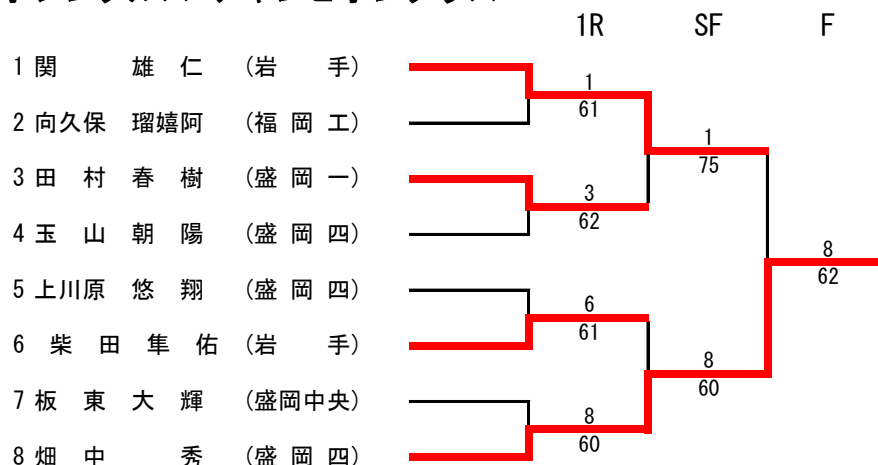 1R SF F
1 関 雄 仁 (岩 手)
1
61
2 向久保 瑠嬉阿 (福 岡 工)
1
75
3 田 村 春 樹 (盛 岡 一)
3
62
4 玉 山 朝 陽 (盛 岡 四)
8
62
5 上川原 悠 翔 (盛 岡 四)
6
61
6 柴 田 隼 佑 (岩 手)
8
60
7 板 東 大 輝 (盛岡中央)
8
60
8 畑 中 秀 (盛 岡 四)